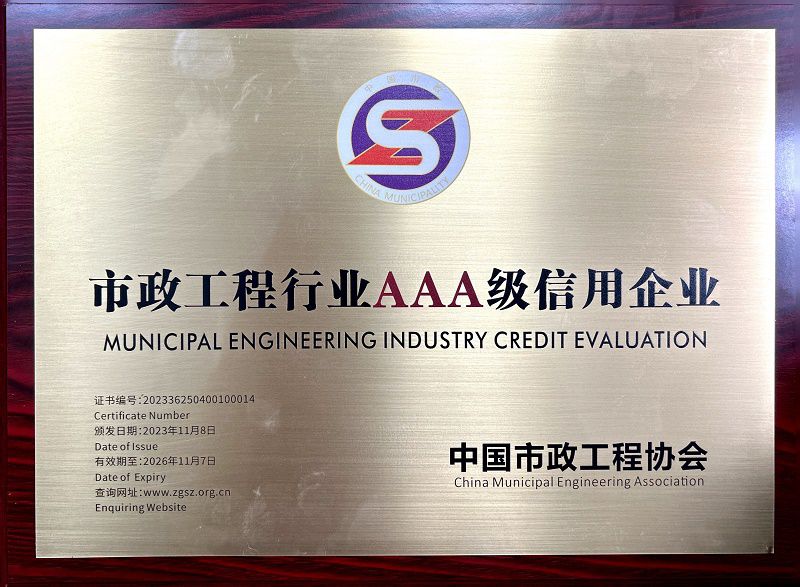 中国市政
CHINA MUNICIPALITY
市政工程行业AAA级信用企业
MUNICIPAL ENGINEERING INDUSTRY CREDIT EVALUATION
证书编号:202336250400100014
Certificate Number
颁发日期:2023年11月8日
Date of Issue
有效期至:2026年11月7日
Date of Expiry
查询网址:www.zgsz.org.cn
Enquiring Website
中国市政工程协会
China Municipal Engineering Association